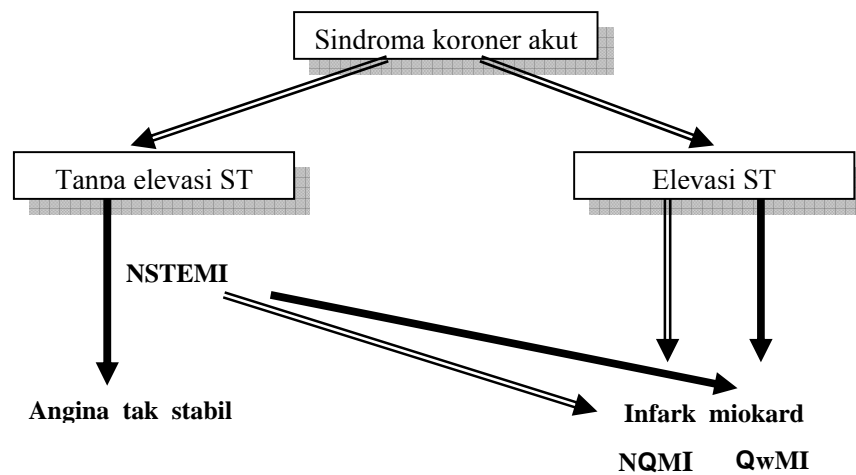 Sindroma koroner akut
Tanpa elevasi ST
Elevasi ST
NSTEMI
Angina tak stabil
Infark miokard
NQMI QwMI